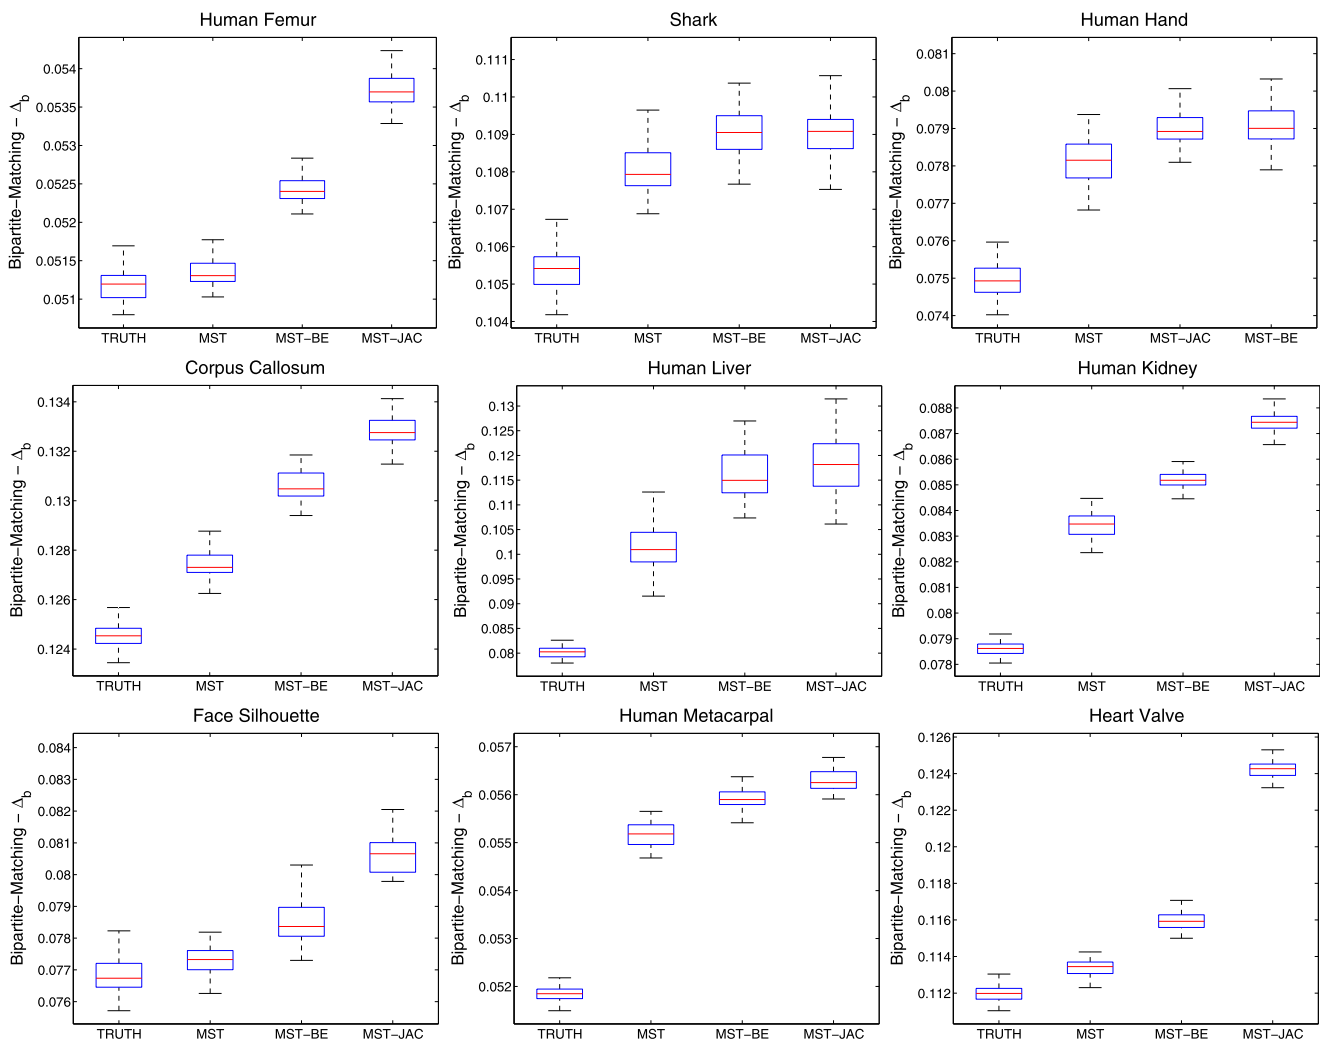 Human Femur
Bipartite-Matching - Δb
0.054
0.0535
0.053
0.0525
0.052
0.0515
0.051
TRUTH MST MST-BE MST-JAC
Shark
Bipartite-Matching - Δb
0.111
0.11
0.109
0.108
0.107
0.106
0.105
0.104
TRUTH MST MST-BE MST-JAC
Human Hand
Bipartite-Matching - Δb
0.081
0.08
0.079
0.078
0.077
0.076
0.075
0.074
TRUTH MST MST-JAC MST-BE
Corpus Callosum
Bipartite-Matching - Δb
0.134
0.132
0.13
0.128
0.126
0.124
TRUTH MST MST-BE MST-JAC
Human Liver
Bipartite-Matching - Δb
0.13
0.125
0.12
0.115
0.11
0.105
0.1
0.095
0.09
0.085
0.08
TRUTH MST MST-BE MST-JAC
Human Kidney
Bipartite-Matching - Δb
0.088
0.087
0.086
0.085
0.084
0.083
0.082
0.081
0.08
0.079
0.078
TRUTH MST MST-BE MST-JAC
Face Silhouette
Bipartite-Matching - Δb
0.084
0.083
0.082
0.081
0.08
0.079
0.078
0.077
0.076
TRUTH MST MST-BE MST-JAC
Human Metacarpal
Bipartite-Matching - Δb
0.057
0.056
0.055
0.054
0.053
0.052
TRUTH MST MST-BE MST-JAC
Heart Valve
Bipartite-Matching - Δb
0.126
0.124
0.122
0.12
0.118
0.116
0.114
0.112
TRUTH MST MST-BE MST-JAC